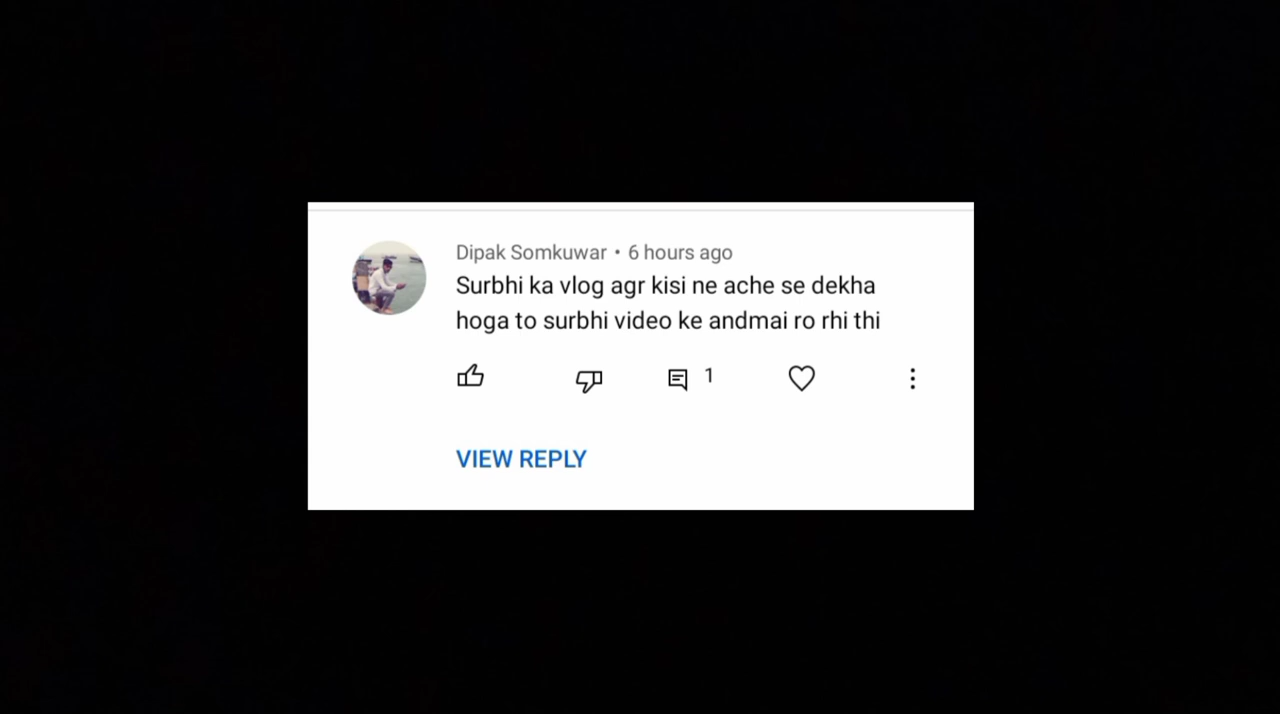 Dipak Somkuwar • 6 hours ago
Surbhi ka vlog agr kisi ne ache se dekha
hoga to surbhi video ke andmai ro rhi thi
1
VIEW REPLY